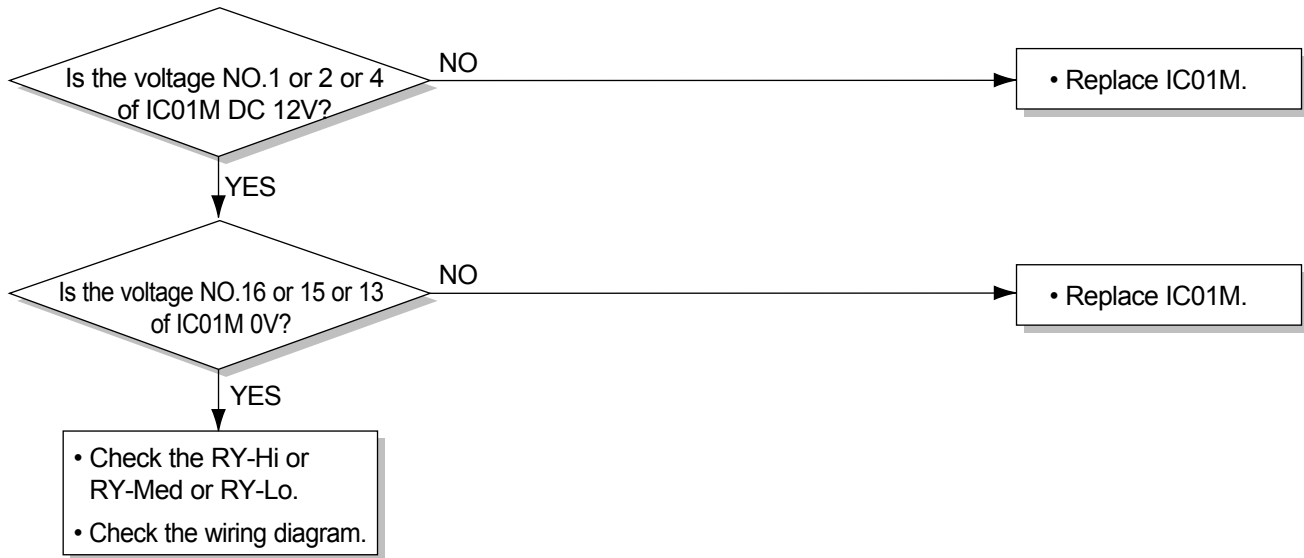 Is the voltage NO.1 or 2 or 4
of IC01M DC 12V?
NO
• Replace IC01M.
YES
Is the voltage NO.16 or 15 or 13
of IC01M 0V?
NO
• Replace IC01M.
YES
• Check the RY-Hi or
RY-Med or RY-Lo.
• Check the wiring diagram.